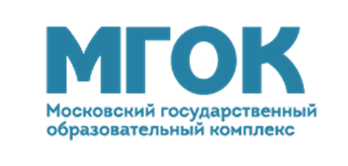 МГОК
Московский государственный
образовательный комплекс